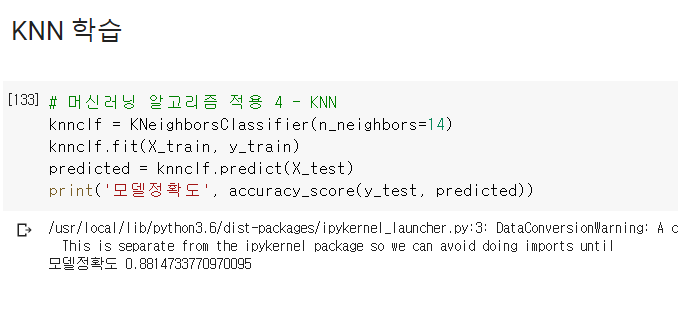 KNN 학습
[133] # 머신러닝 알고리즘 적용 4 - KNN
knnclf = KNeighborsClassifier(n_neighbors=14)
knnclf.fit(X_train, y_train)
predicted = knnclf.predict(X_test)
print('모델정확도', accuracy_score(y_test, predicted))
/usr/local/lib/python3.6/dist-packages/ipykernel_launcher.py:3: DataConversionWarning: A c
This is separate from the ipykernel package so we can avoid doing imports until
모델정확도 0.8814733770970095